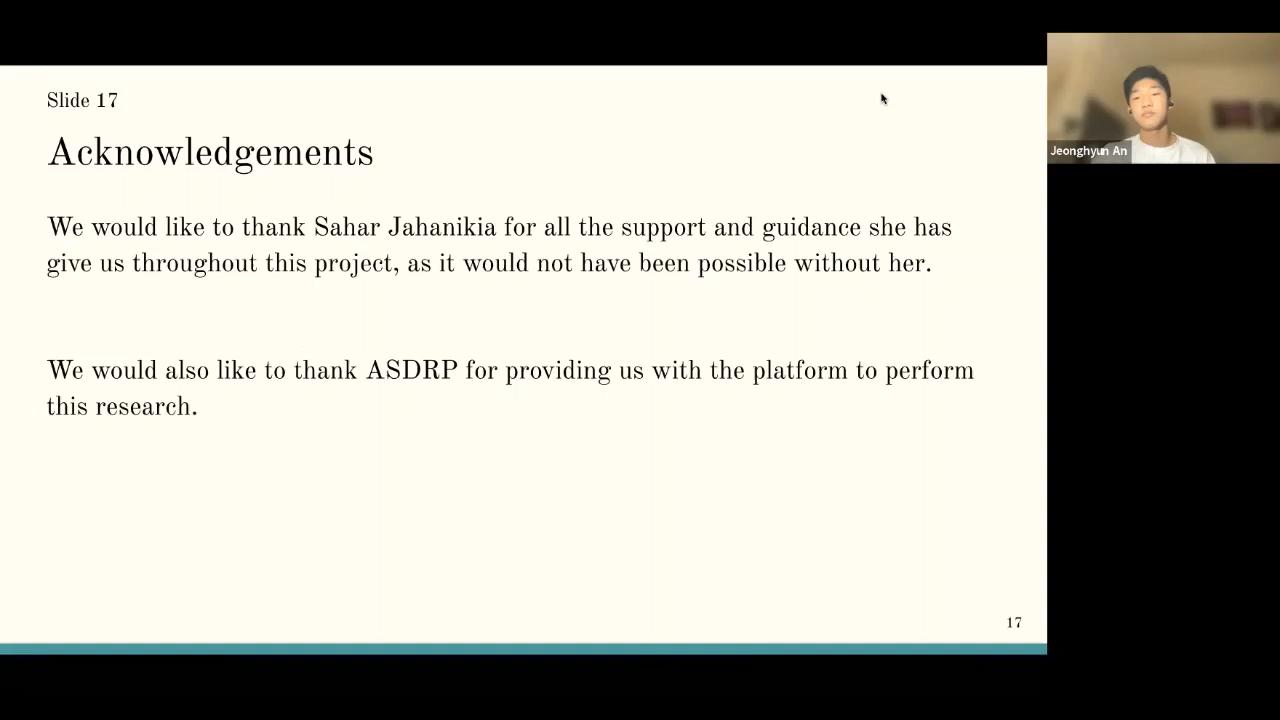 Slide 17
Acknowledgements
We would like to thank Sahar Jahanikia for all the support and guidance she has
give us throughout this project, as it would not have been possible without her.
We would also like to thank ASDRP for providing us with the platform to perform
this research.
17
Jeonghyun An